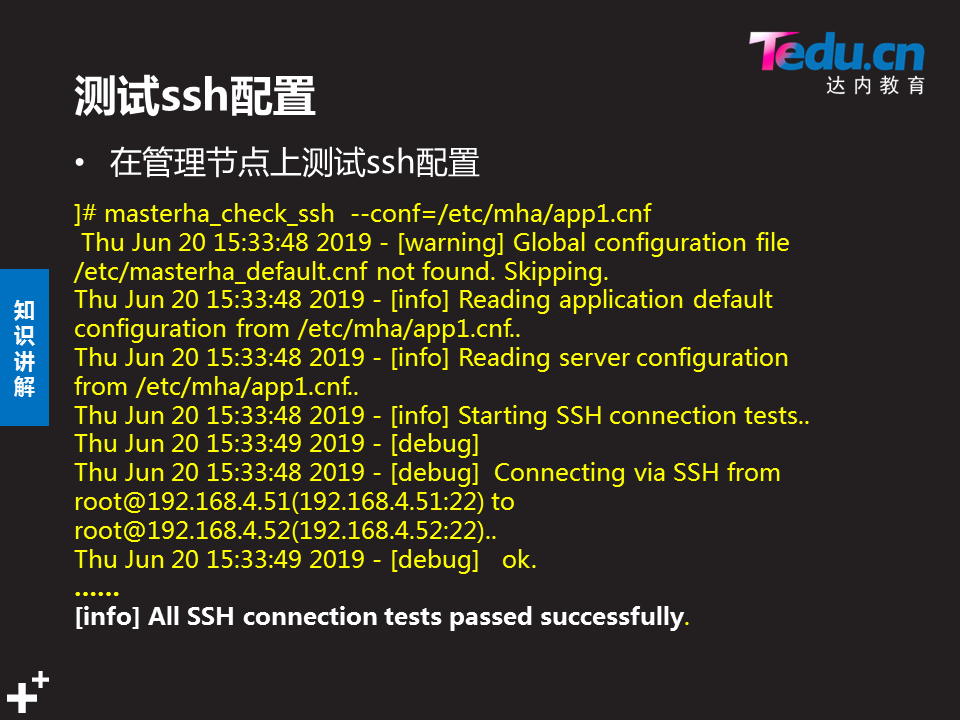 Tedu.cn
达内教育
测试ssh配置
• 在管理节点上测试ssh配置
]# masterha_check_ssh  --conf=/etc/mha/app1.cnf
Thu Jun 20 15:33:48 2019 - [warning] Global configuration file
/etc/masterha_default.cnf not found. Skipping.
Thu Jun 20 15:33:48 2019 - [info] Reading application default
configuration from /etc/mha/app1.cnf..
Thu Jun 20 15:33:48 2019 - [info] Reading server configuration
from /etc/mha/app1.cnf..
Thu Jun 20 15:33:48 2019 - [info] Starting SSH connection tests..
Thu Jun 20 15:33:49 2019 - [debug]
Thu Jun 20 15:33:48 2019 - [debug]  Connecting via SSH from
root@192.168.4.51(192.168.4.51:22) to
root@192.168.4.52(192.168.4.52:22)..
Thu Jun 20 15:33:49 2019 - [debug]   ok.
......
[info] All SSH connection tests passed successfully.
知识讲解